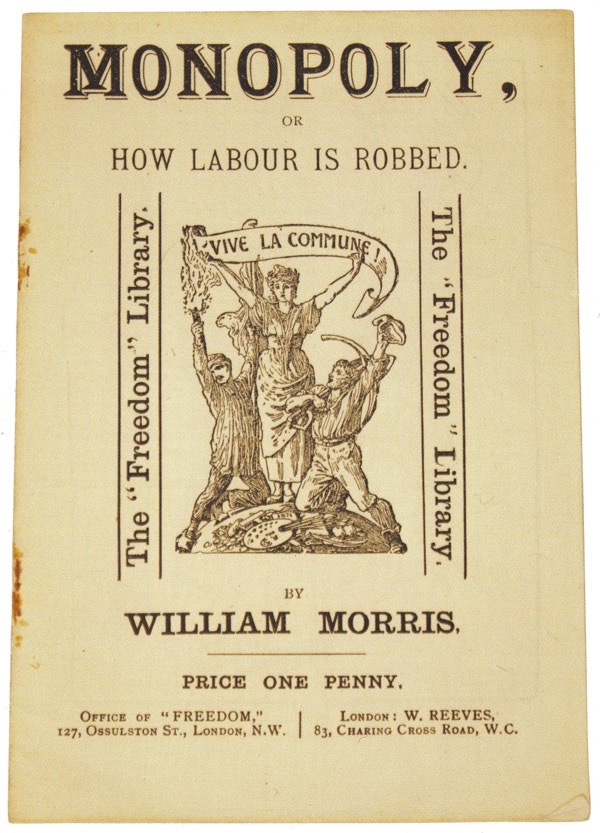 MONOPOLY,
OR
HOW LABOUR IS ROBBED.
The "Freedom" Library.
VIVE LA COMMUNE!
The "Freedom" Library.
BY
WILLIAM MORRIS.
PRICE ONE PENNY.
OFFICE OF "FREEDOM,"
127, OSSULSTON ST., LONDON, N.W.
LONDON: W. REEVES,
83, CHARING CROSS ROAD, W.C.